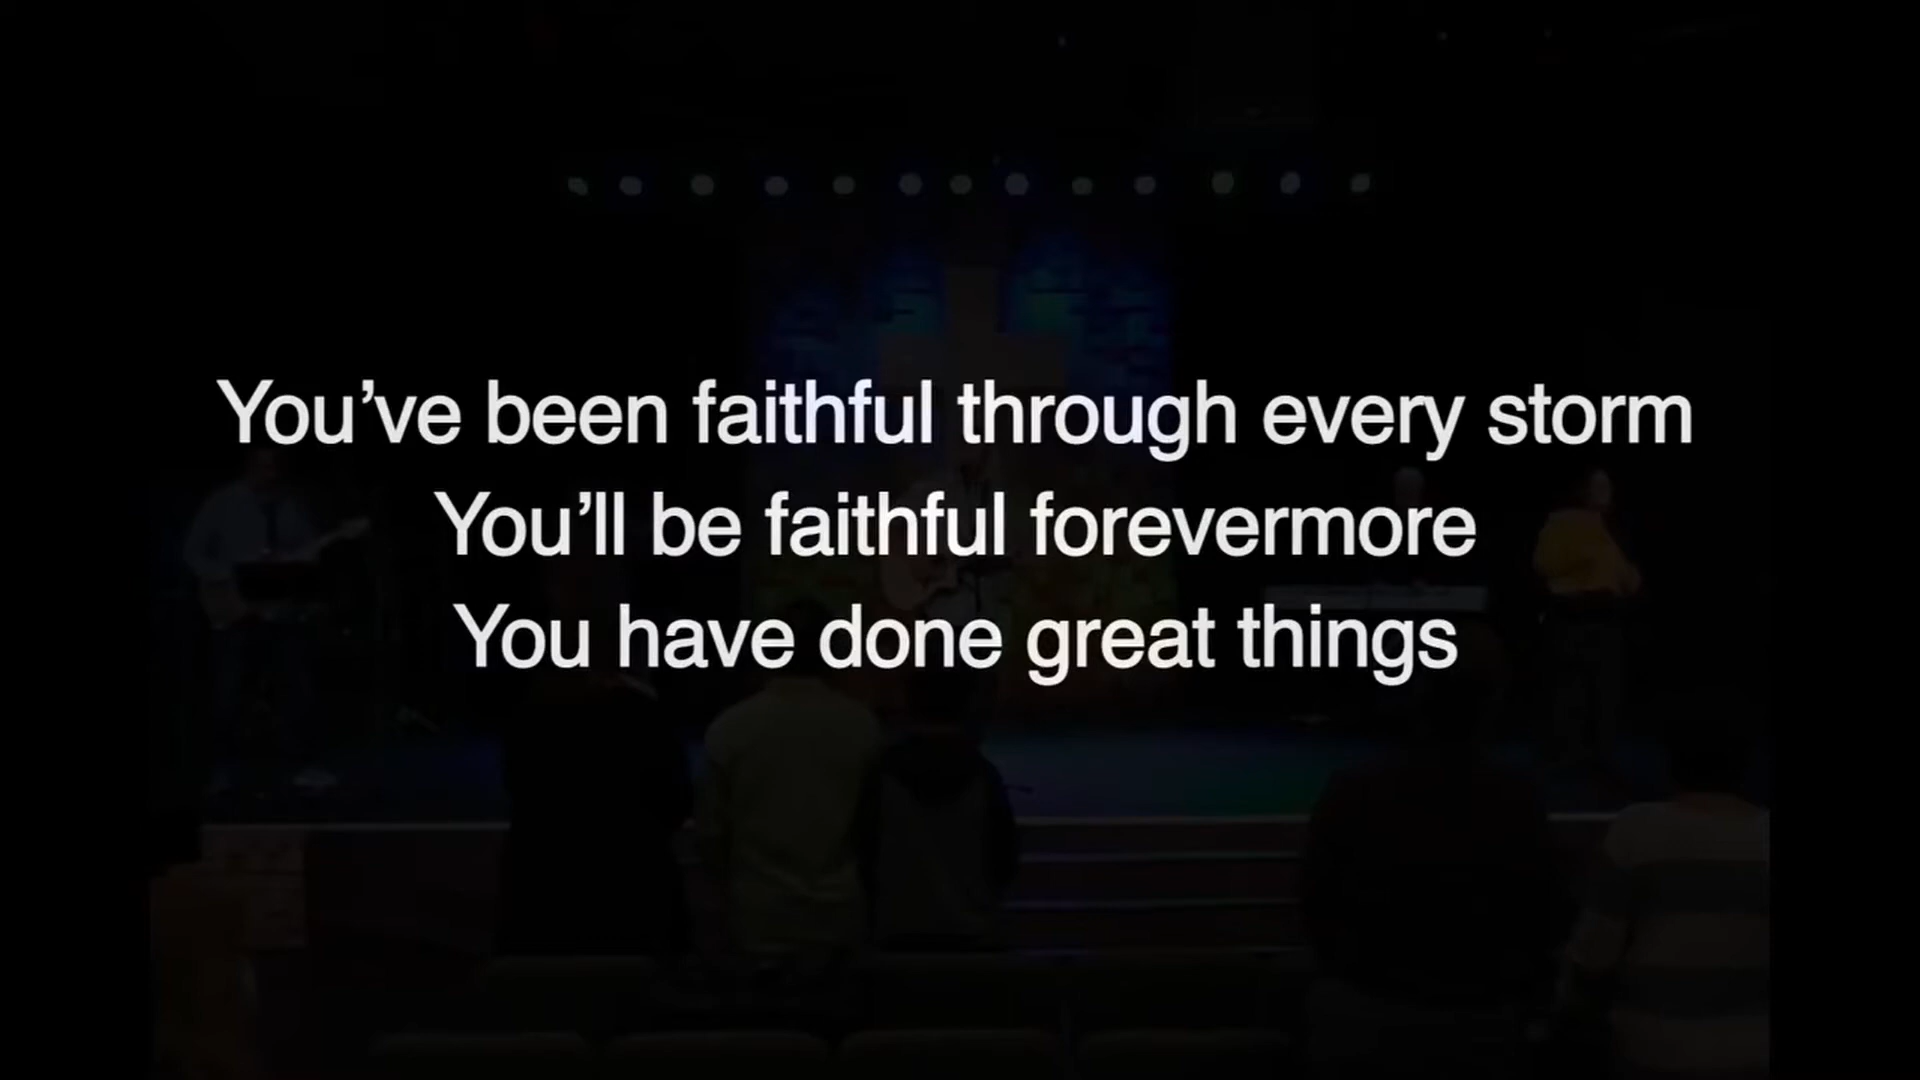 You’ve been faithful through every storm
You’ll be faithful forevermore
You have done great things